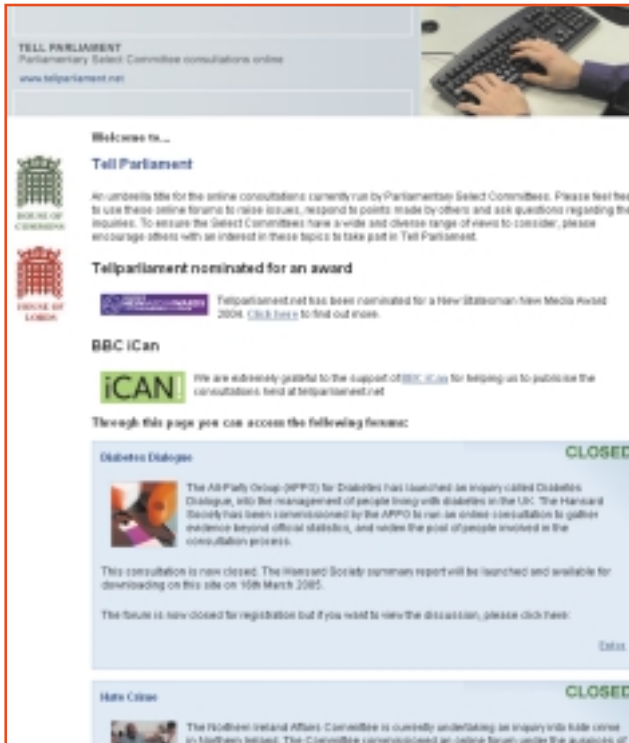 TELL PARLIAMENT
Parliamentary Select Committee consultations online
www.tellparliament.net
Welcome to...
Tell Parliament
HOUSE OF
COMMONS
An umbrella title for the online consultations currently run by Parliamentary Select Committees. Please feel free
to use these online forums to raise issues, respond to points made by others and ask questions regarding the
inquiries. To ensure the Select Committees have a wide and diverse range of views to consider, please
encourage others with an interest in these topics to take part in Tell Parliament.
HOUSE OF
LORDS
Tellparliament nominated for an award
Tellparliament.net has been nominated for a New Statesman New Media Award
2004. Click here to find out more.
BBC iCan
iCAN
We are extremely grateful to the support of BBC iCan for helping us to publicise the
consultations held at tellparliament.net
Through this page you can access the following forums:
Diabetes Dialogue
CLOSED
The All-Party Group (APPG) for Diabetes has launched an inquiry called Diabetes
Dialogue, into the management of people living with diabetes in the UK. The Hansard
Society has been commissioned by the APPG to run an online consultation to gather
evidence beyond official statistics, and widen the pool of people involved in the
consultation process.
This consultation is now closed. The Hansard Society summary report will be launched and available for
downloading on this site on 16th March 2005.
The forum is now closed for registration but if you want to view the discussion, please click here:
Enter
Hate Crime
CLOSED
The Northern Ireland Affairs Committee is currently undertaking an inquiry into hate crime
in Northern Ireland. The Committee commissioned an online forum under the auspices of